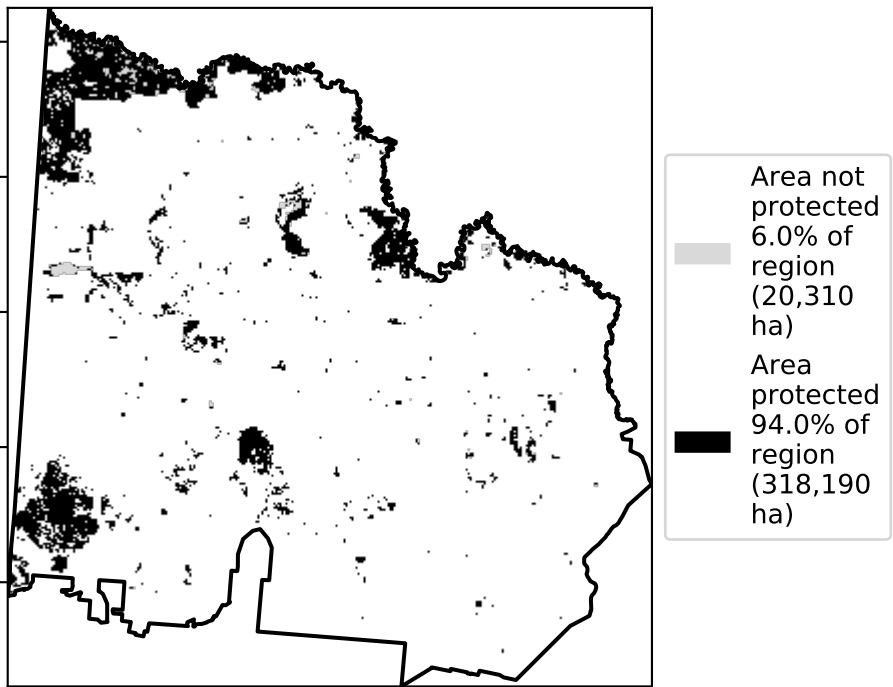 Area not
protected
6.0% of
region
(20,310
ha)
Area
protected
94.0% of
region
(318,190
ha)